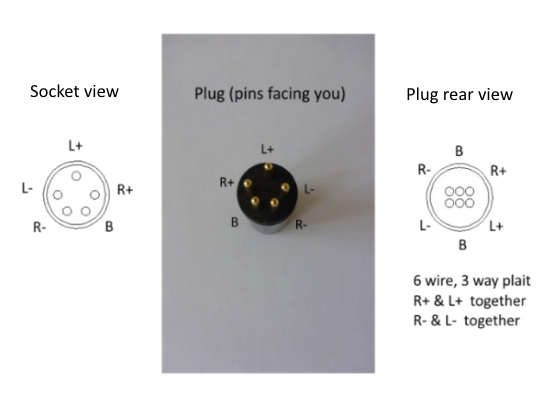 Socket view
L+
L-
R+
R-
B
Plug (pins facing you)
L+
R+
L-
B
R-
Plug rear view
B
R-
R+
L-
L+
B
6 wire, 3 way plait
R+ & L+ together
R- & L- together